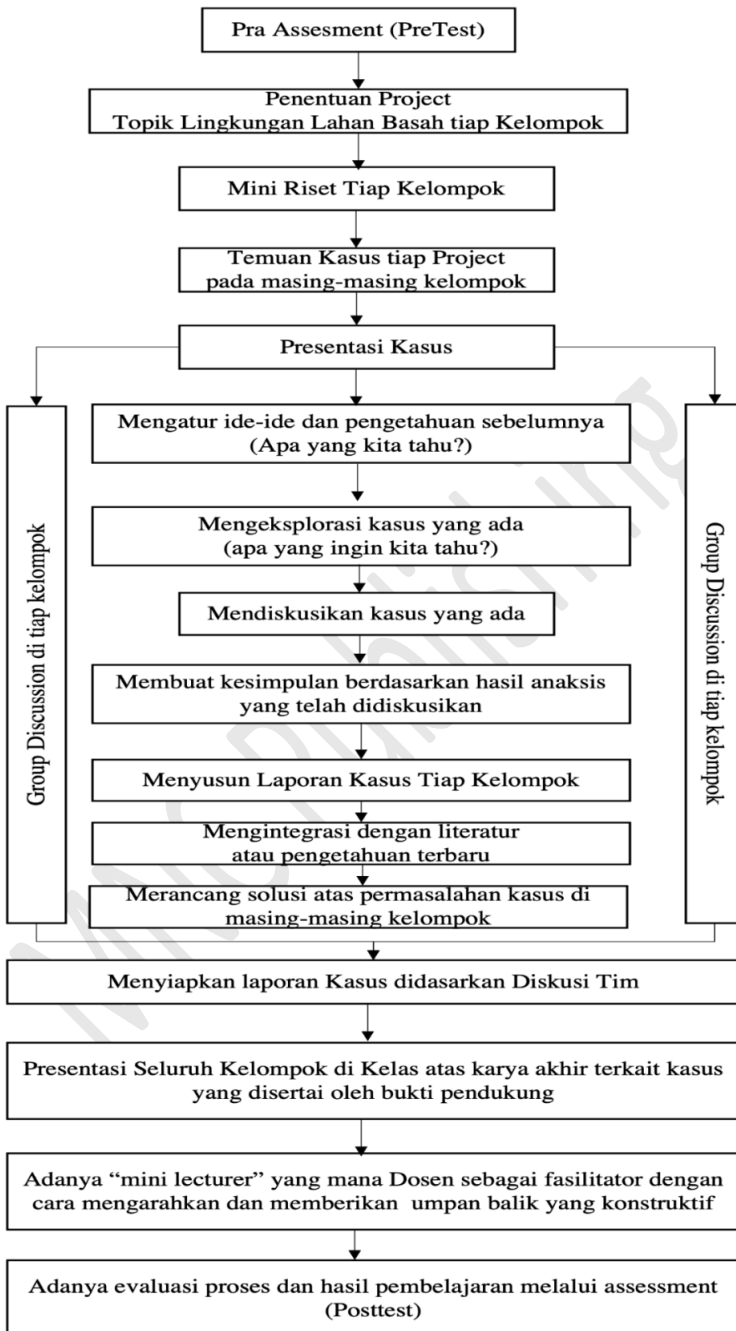 Pra Assesment (PreTest)
Penentuan Project
Topik Lingkungan Lahan Basah tiap Kelompok
Mini Riset Tiap Kelompok
Temuan Kasus tiap Project
pada masing-masing kelompok
Presentasi Kasus
Group Discussion di tiap kelompok
Mengatur ide-ide dan pengetahuan sebelumnya
(Apa yang kita tahu?)
Mengeksplorasi kasus yang ada
(apa yang ingin kita tahu?)
Mendiskusikan kasus yang ada
Membuat kesimpulan berdasarkan hasil anaksis
yang telah didiskusikan
Menyusun Laporan Kasus Tiap Kelompok
Mengintegrasi dengan literatur
atau pengetahuan terbaru
Merancang solusi atas permasalahan kasus di
masing-masing kelompok
Group Discussion di tiap kelompok
Menyiapkan laporan Kasus didasarkan Diskusi Tim
Presentasi Seluruh Kelompok di Kelas atas karya akhir terkait kasus
yang disertai oleh bukti pendukung
Adanya “mini lecturer” yang mana Dosen sebagai fasilitator dengan
cara mengarahkan dan memberikan umpan balik yang konstruktif
Adanya evaluasi proses dan hasil pembelajaran melalui assessment
(Posttest)
MNC Publishing